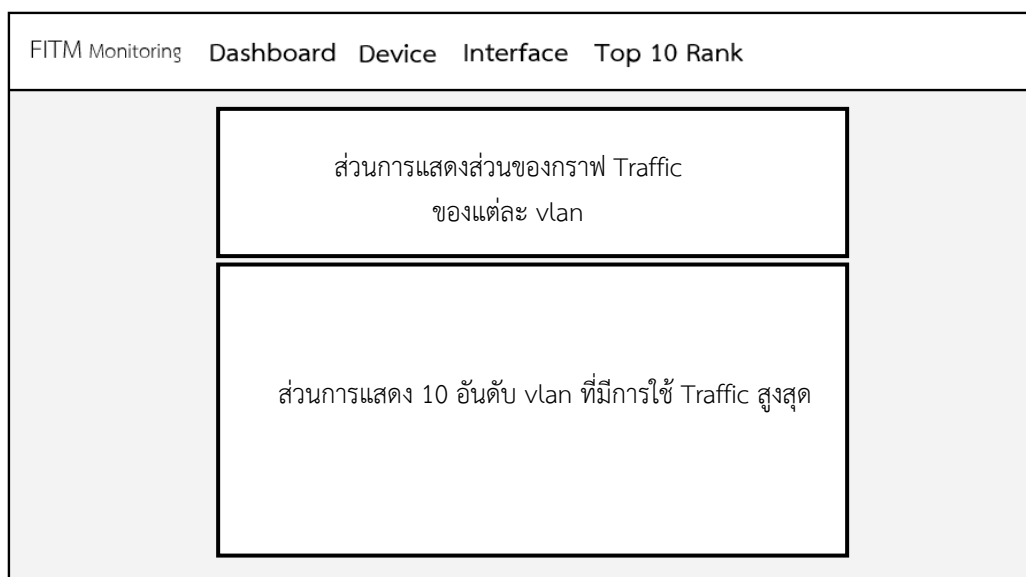 FITM Monitoring Dashboard Device Interface Top 10 Rank
ส่วนการแสดงส่วนของกราฟ Traffic
ของแต่ละ vlan
ส่วนการแสดง 10 อันดับ vlan ที่มีการใช้ Traffic สูงสุด